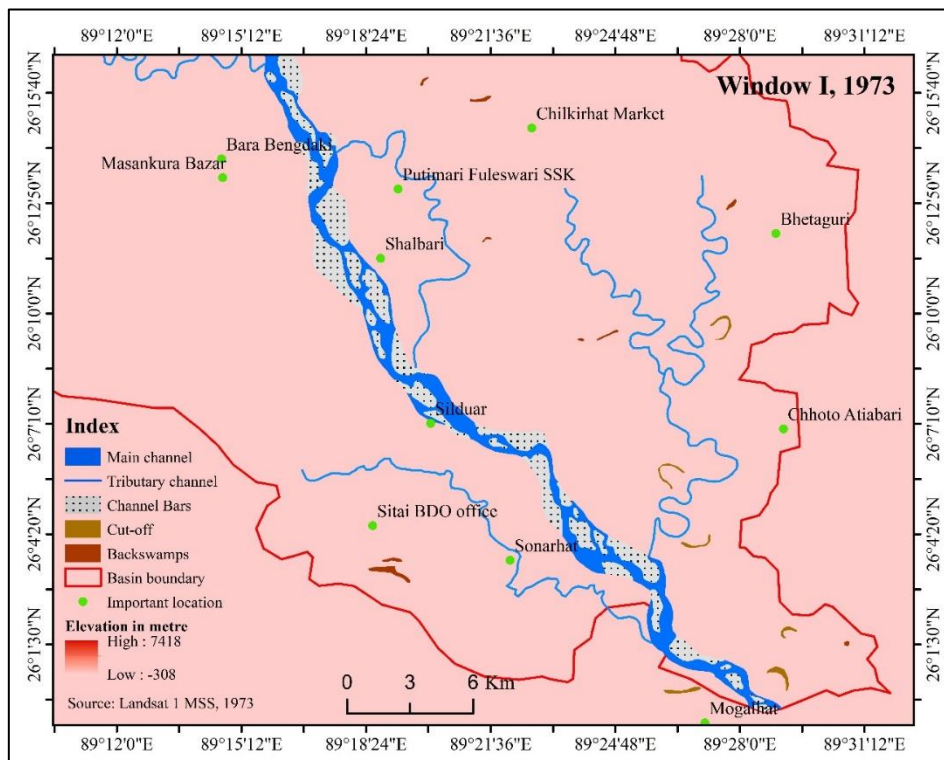 89°12'0"E 89°15'12"E 89°18'24"E 89°21'36"E 89°24'48"E 89°28'0"E 89°31'12"E
Window I, 1973
26°15'40"N 26°15'40"N
Chilkirhat Market
Bara Bengdaki
Masankura Bazar
Putimari Fuleswari SSK
26°12'50"N 26°12'50"N
Bhetaguri
Shalbari
26°10'0"N 26°10'0"N
Silduar
Chhoto Atiabari
26°7'10"N 26°7'10"N
Index
Main channel
Tributary channel
Channel Bars
Cut-off
Backswamps
Basin boundary
Important location
Elevation in metre
High : 7418
Low : -308
Source: Landsat 1 MSS, 1973
Sitai BDO office
26°4'20"N 26°4'20"N
Sonarhat
26°1'30"N 26°1'30"N
0 3 6 Km
Mogalhat
89°12'0"E 89°15'12"E 89°18'24"E 89°21'36"E 89°24'48"E 89°28'0"E 89°31'12"E